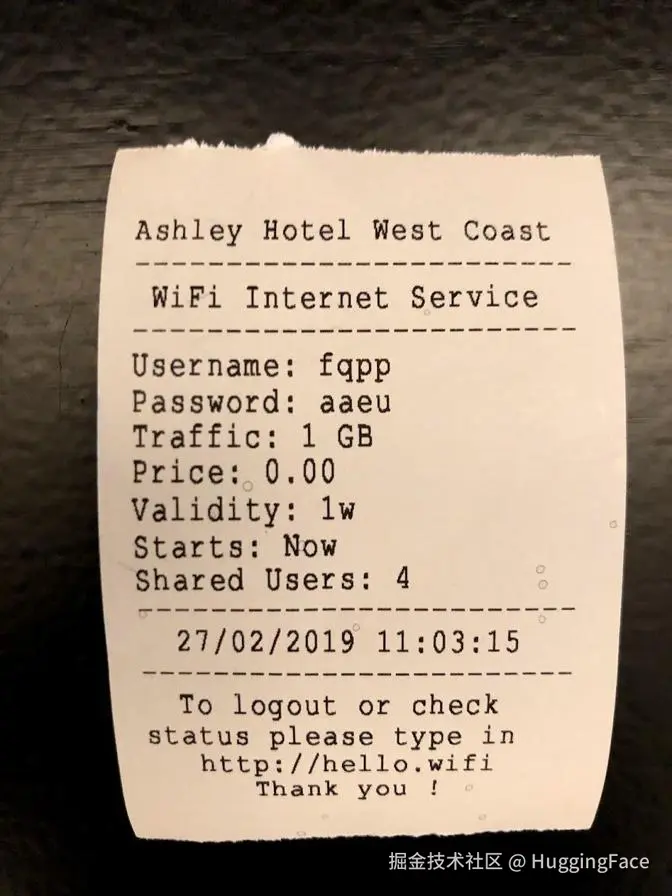 Ashley Hotel West Coast
------------------------
WiFi Internet Service
------------------------
Username: fqpp
Password: aaeu
Traffic: 1 GB
Price: 0.00
Validity: 1w
Starts: Now
Shared Users: 4
------------------------
27/02/2019 11:03:15
------------------------
To logout or check
status please type in
http://hello.wifi
Thank you !
掘金技术社区 @ HuggingFace